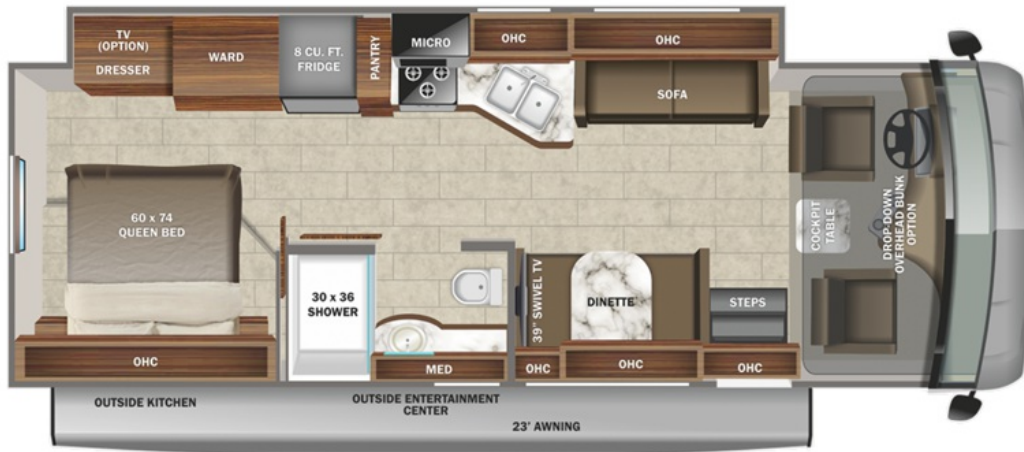 TV
(OPTION)
DRESSER
WARD
8 CU. FT.
FRIDGE
PANTRY
MICRO
OHC
OHC
SOFA
60 x 74
QUEEN BED
30 x 36
SHOWER
39" SWIVEL TV
DINETTE
STEPS
COCKPIT
TABLE
DROP-DOWN
OVERHEAD BUNK
OPTION
OHC
MED
OHC
OHC
OHC
OUTSIDE KITCHEN
OUTSIDE ENTERTAINMENT
CENTER
23' AWNING